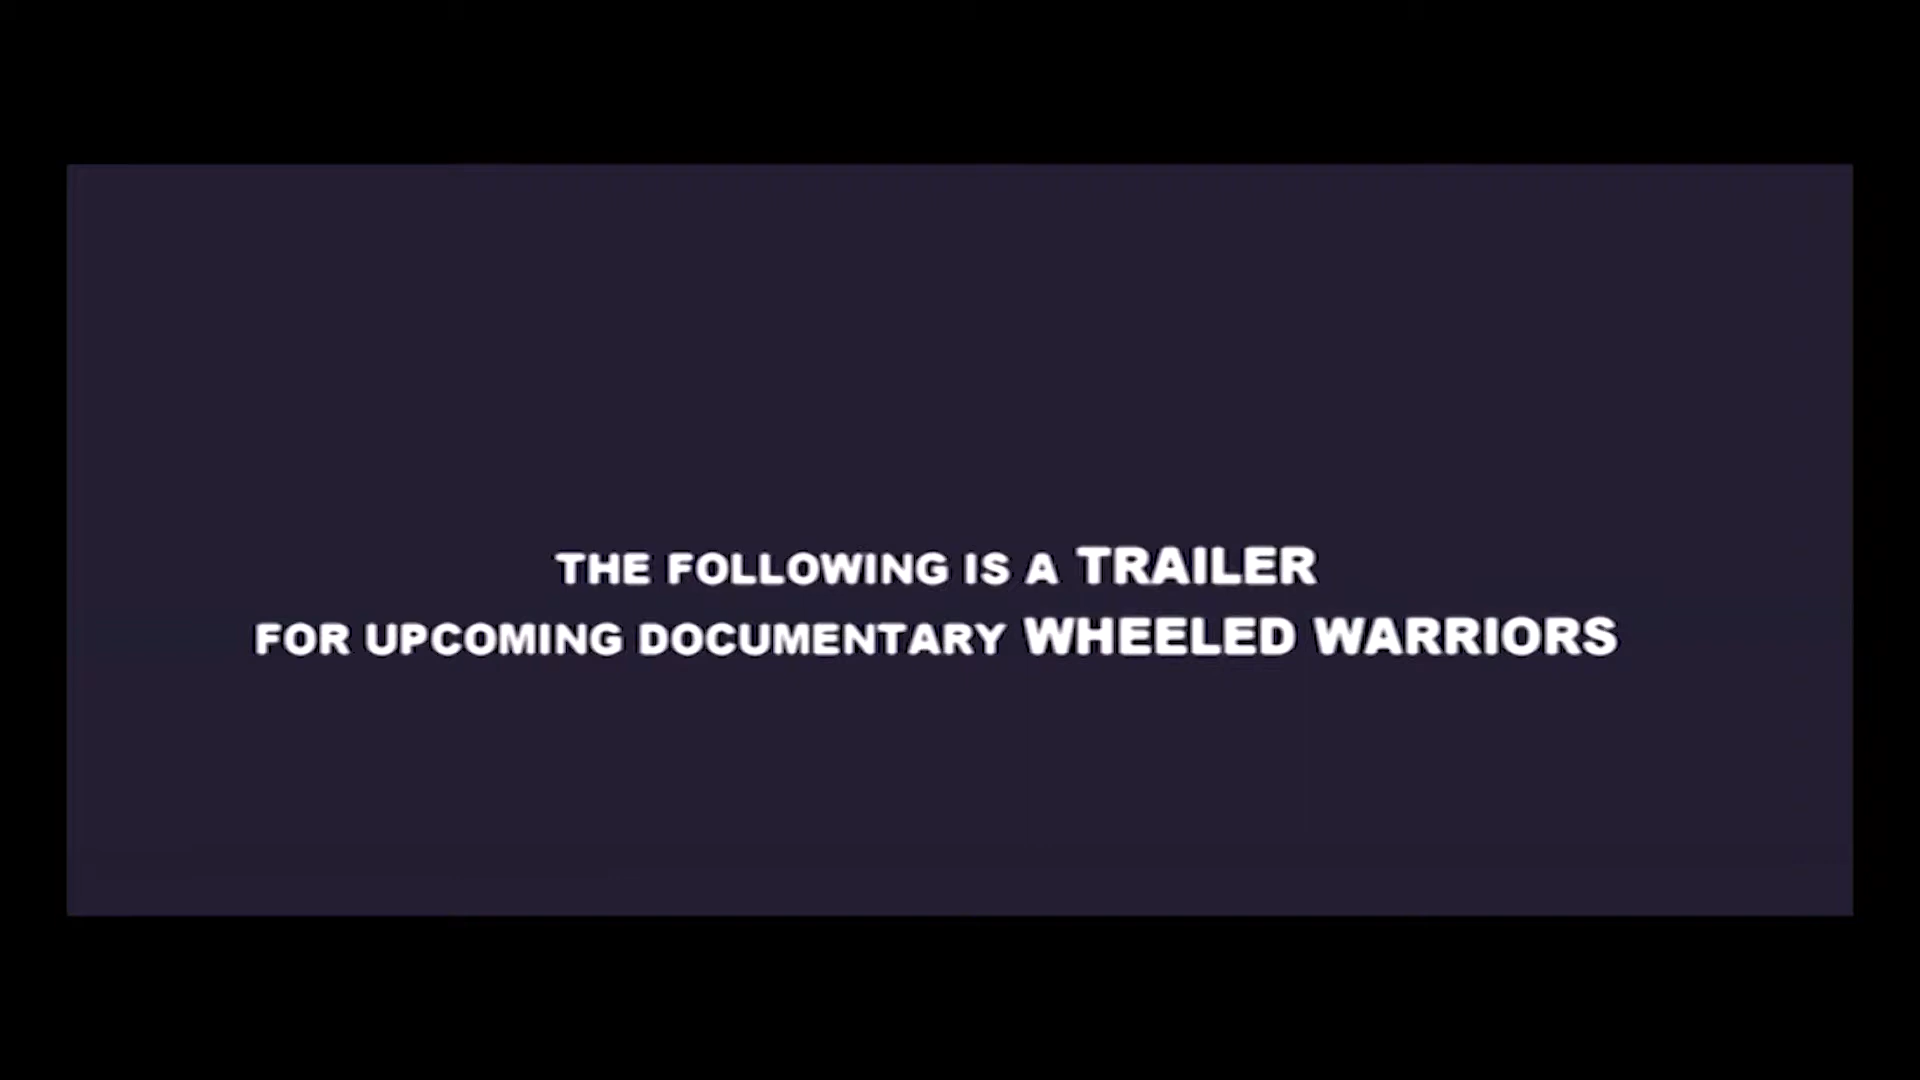 THE FOLLOWING IS A TRAILER
FOR UPCOMING DOCUMENTARY WHEELED WARRIORS